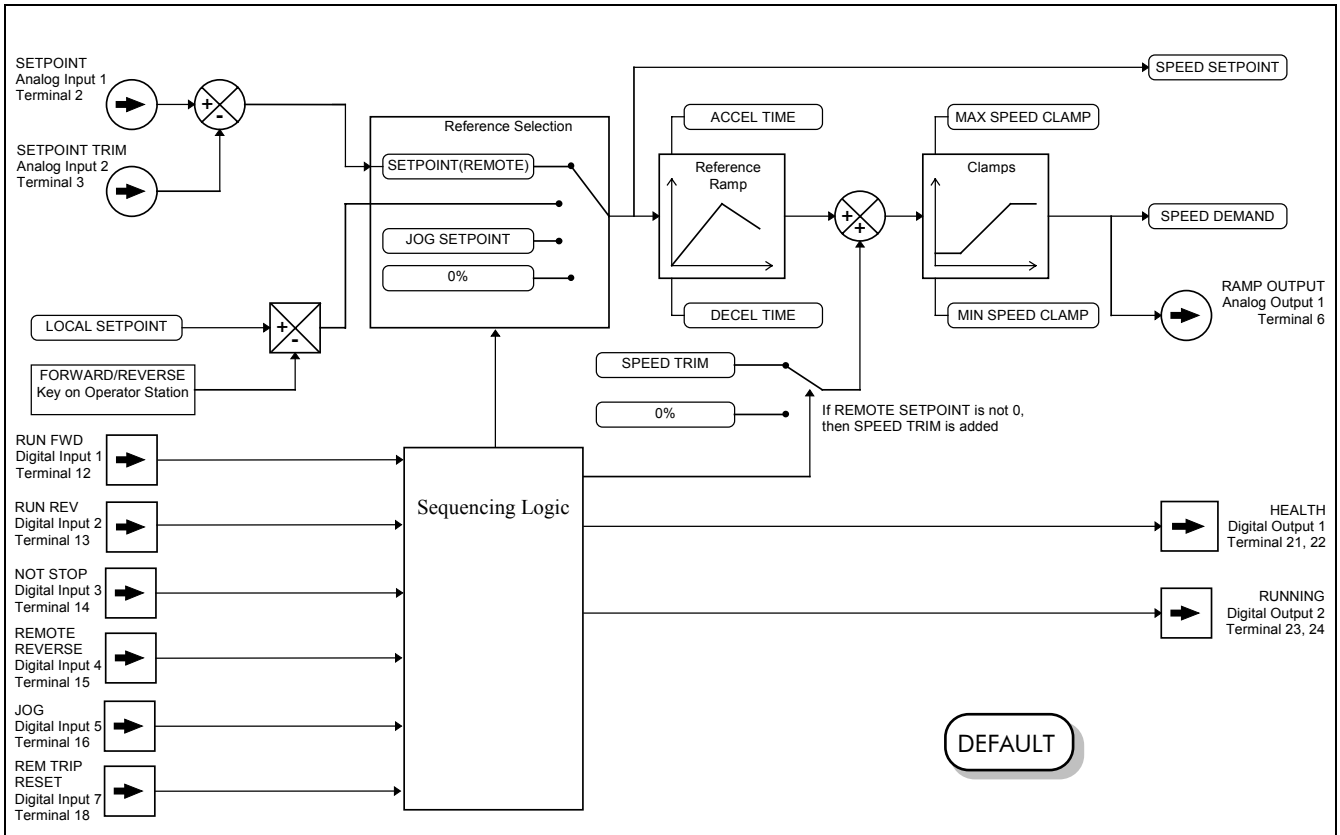 SETPOINT
Analog Input 1
Terminal 2
+
-
SETPOINT TRIM
Analog Input 2
Terminal 3
Reference Selection
SETPOINT(REMOTE)
JOG SETPOINT
0%
LOCAL SETPOINT
+
-
FORWARD/REVERSE
Key on Operator Station
SPEED SETPOINT
ACCEL TIME
Reference
Ramp
DECEL TIME
+
+
MAX SPEED CLAMP
Clamps
MIN SPEED CLAMP
SPEED DEMAND
RAMP OUTPUT
Analog Output 1
Terminal 6
SPEED TRIM
0%
If REMOTE SETPOINT is not 0,
then SPEED TRIM is added
RUN FWD
Digital Input 1
Terminal 12
RUN REV
Digital Input 2
Terminal 13
NOT STOP
Digital Input 3
Terminal 14
REMOTE
REVERSE
Digital Input 4
Terminal 15
JOG
Digital Input 5
Terminal 16
REM TRIP
RESET
Digital Input 7
Terminal 18
Sequencing Logic
HEALTH
Digital Output 1
Terminal 21, 22
RUNNING
Digital Output 2
Terminal 23, 24
DEFAULT